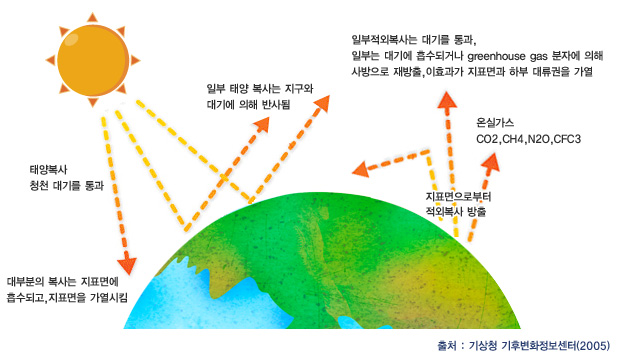 일부적외복사는 대기를 통과,
일부는 대기에 흡수되거나 greenhouse gas 분자에 의해
사방으로 재방출,이효과가 지표면과 하부 대류권을 가열
일부 태양 복사는 지구와
대기에 의해 반사됨
온실가스
CO2,CH4,N2O,CFC3
태양복사
청천 대기를 통과
지표면으로부터
적외복사 방출
대부분의 복사는 지표면에
흡수되고,지표면을 가열시킴
출처 : 기상청 기후변화정보센터(2005)